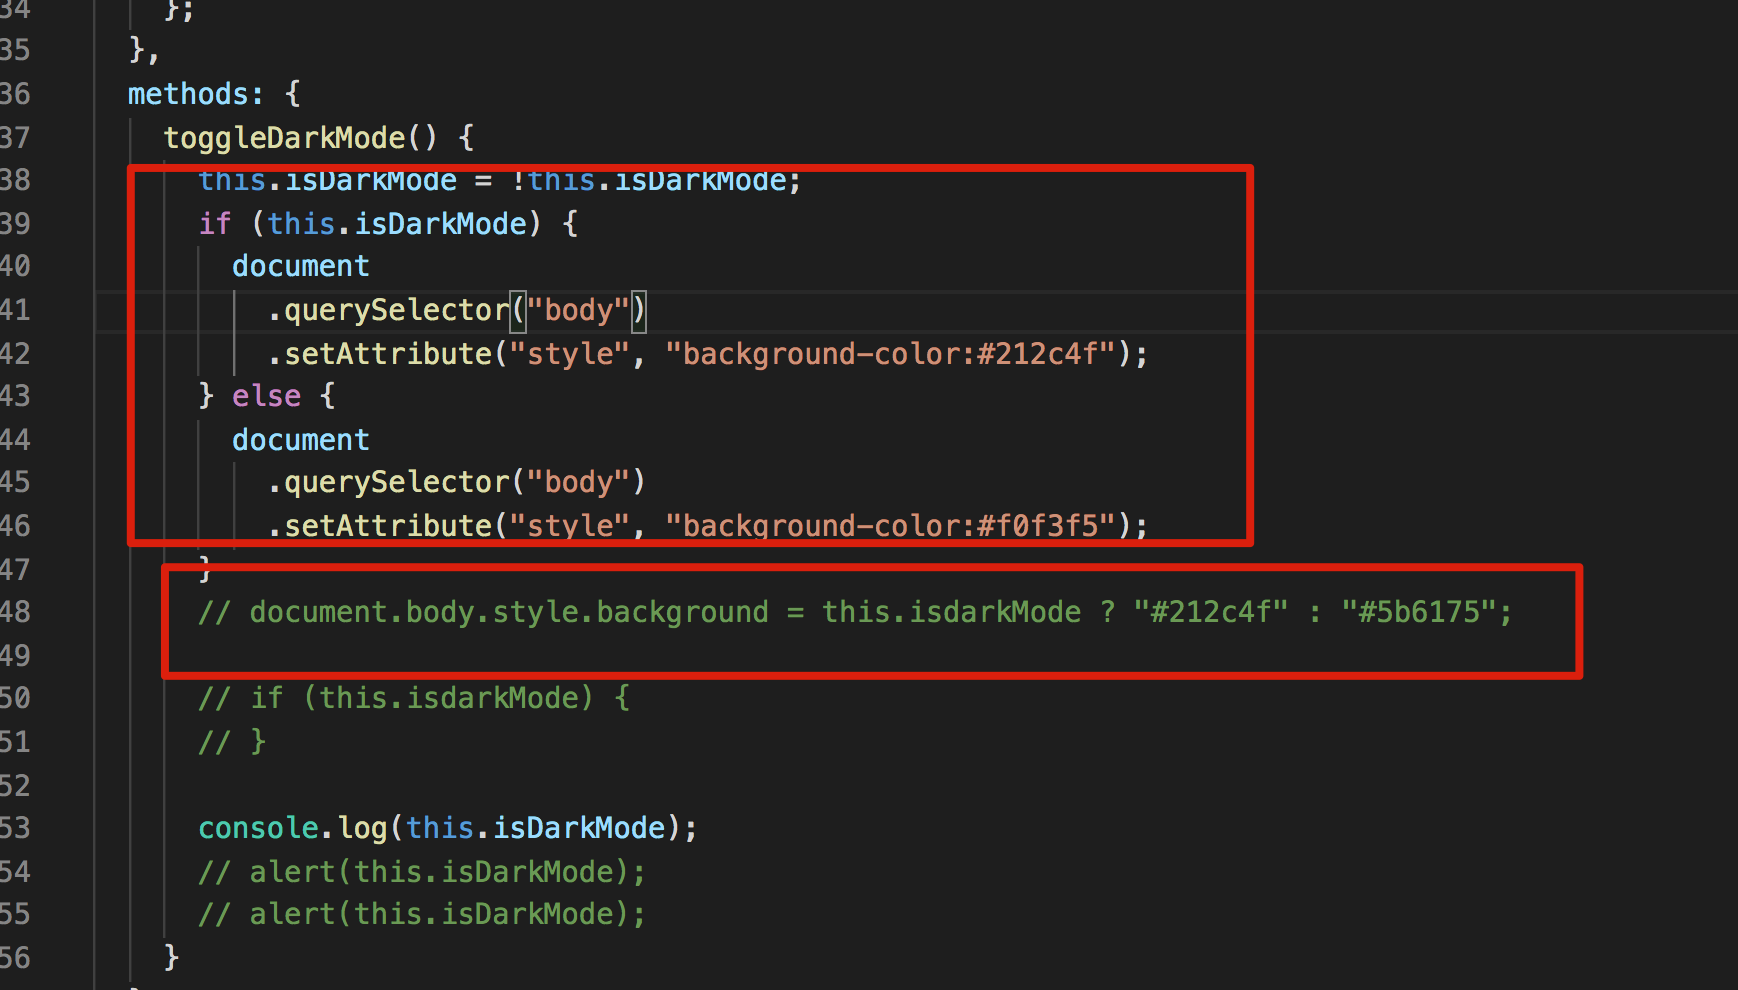 34 };
35 },
36 methods: {
37 toggleDarkMode() {
38 this.isDarkMode = !this.isDarkMode;
39 if (this.isDarkMode) {
40 document
41 .querySelector("body")
42 .setAttribute("style", "background-color:#212c4f");
43 } else {
44 document
45 .querySelector("body")
46 .setAttribute("style", "background-color:#f0f3f5");
47 }
48 // document.body.style.background = this.isdarkMode ? "#212c4f" : "#5b6175";
49
50 // if (this.isdarkMode) {
51 // }
52
53 console.log(this.isDarkMode);
54 // alert(this.isDarkMode);
55 // alert(this.isDarkMode);
56 }